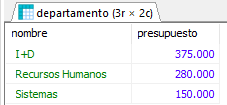 departamento (3r × 2c)
nombre presupuesto
I+D 375.000
Recursos Humanos 280.000
Sistemas 150.000